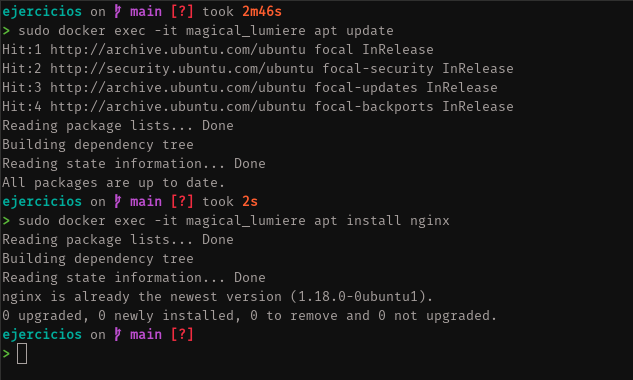 ejercicios on main [?] took 2m46s
> sudo docker exec -it magical_lumiere apt update
Hit:1 http://archive.ubuntu.com/ubuntu focal InRelease
Hit:2 http://security.ubuntu.com/ubuntu focal-security InRelease
Hit:3 http://archive.ubuntu.com/ubuntu focal-updates InRelease
Hit:4 http://archive.ubuntu.com/ubuntu focal-backports InRelease
Reading package lists... Done
Building dependency tree
Reading state information... Done
All packages are up to date.
ejercicios on main [?] took 2s
> sudo docker exec -it magical_lumiere apt install nginx
Reading package lists... Done
Building dependency tree
Reading state information... Done
nginx is already the newest version (1.18.0-0ubuntu1).
0 upgraded, 0 newly installed, 0 to remove and 0 not upgraded.
ejercicios on main [?]
>